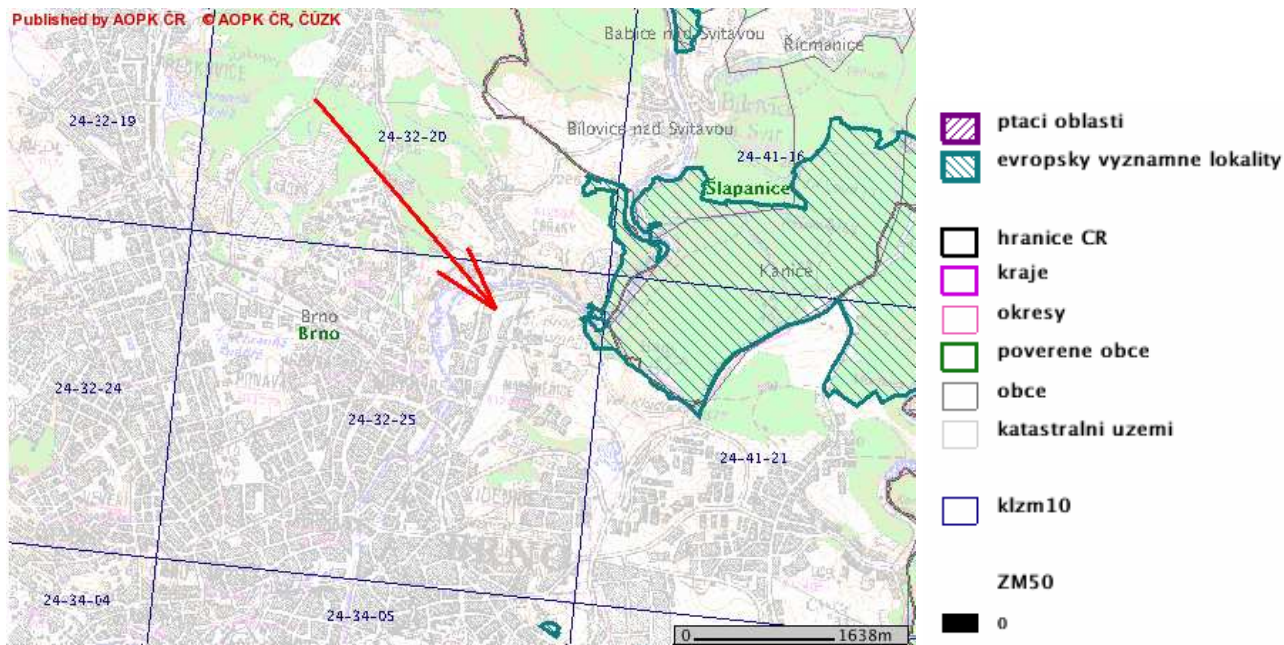 Published by AOPK ČR © AOPK ČR, ČÚZK
Babice nad Svitavou
Řícmanice
24-32-19
24-32-20
Bílovice nad Svitavou
24-41-16
Šlapanice
Kanice
Brno
Brno
24-32-24
24-32-25
24-41-21
24-34-04
24-34-05
0 1638m
ptaci oblasti
evropsky vyznamne lokality
hranice CR
kraje
okresy
poverene obce
obce
katastralni uzemi
klzm10
ZM50
0